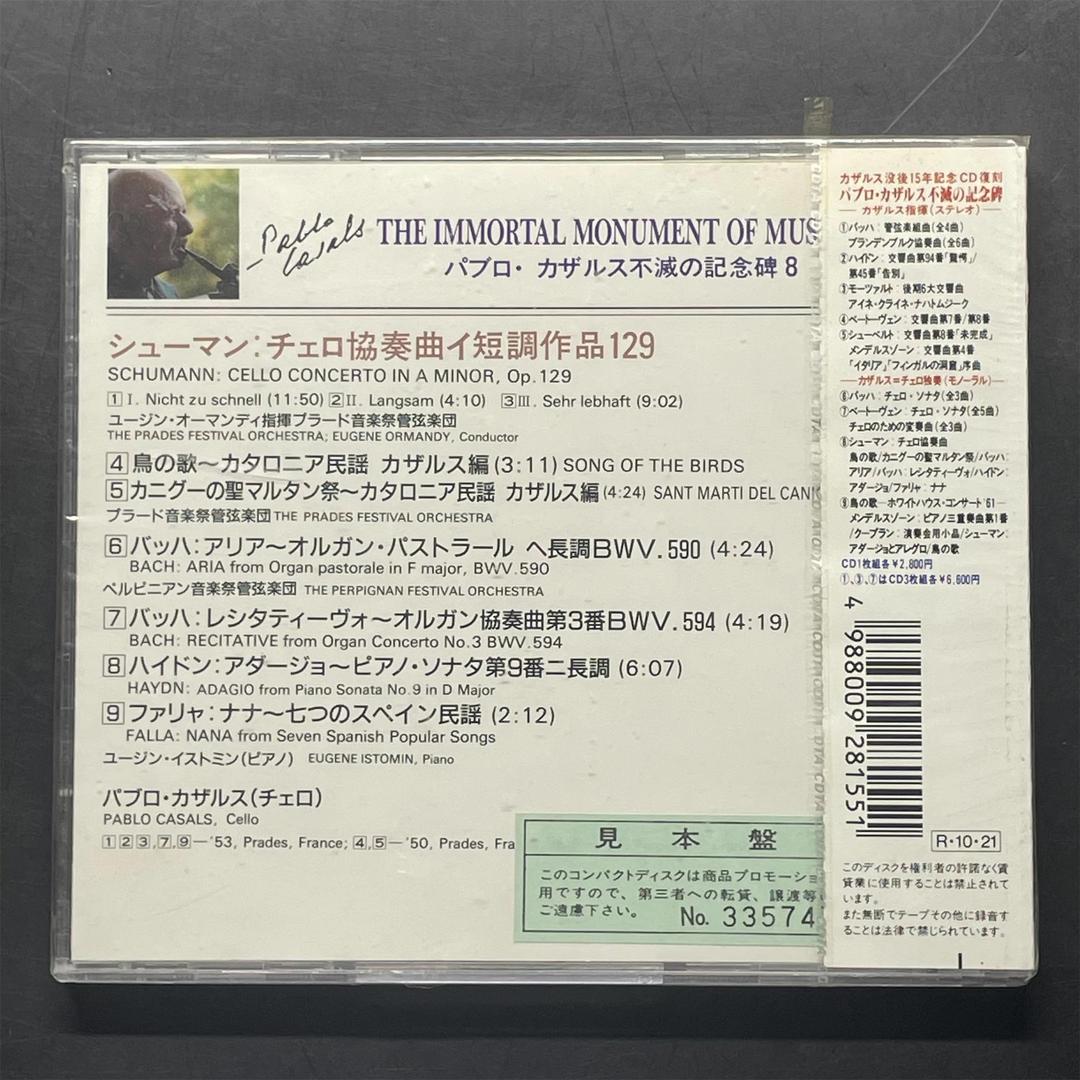 Pablo Casals
THE IMMORTAL MONUMENT OF MUS
パブロ・カザルス不滅の記念碑8
シューマン：チェロ協奏曲イ短調作品129
SCHUMANN: CELLO CONCERTO IN A MINOR, Op.129
1 I. Nicht zu schnell (11:50) 2 II. Langsam (4:10) 3 III. Sehr lebhaft (9:02)
ユージン・オーマンディ指揮プラード音楽祭管弦楽団
THE PRADES FESTIVAL ORCHESTRA; EUGENE ORMANDY, Conductor
4 鳥の歌〜カタロニア民謡 カザルス編 (3:11) SONG OF THE BIRDS
5 カニグーの聖マルタン祭〜カタロニア民謡 カザルス編 (4:24) SANT MARTI DEL CANI
プラード音楽祭管弦楽団 THE PRADES FESTIVAL ORCHESTRA
6 バッハ：アリア〜オルガン・パストラール ヘ長調BWV.590 (4:24)
BACH: ARIA from Organ pastorale in F major, BWV.590
ペルピニアン音楽祭管弦楽団 THE PERPIGNAN FESTIVAL ORCHESTRA
7 バッハ：レシタティーヴォ〜オルガン協奏曲第3番BWV.594 (4:19)
BACH: RECITATIVE from Organ Concerto No.3 BWV.594
8 ハイドン：アダージョ〜ピアノ・ソナタ第9番ニ長調 (6:07)
HAYDN: ADAGIO from Piano Sonata No.9 in D Major
9 ファリャ：ナナ〜七つのスペイン民謡 (2:12)
FALLA: NANA from Seven Spanish Popular Songs
ユージン・イストミン(ピアノ) EUGENE ISTOMIN, Piano
パブロ・カザルス(チェロ)
PABLO CASALS, Cello
1 2 3,7,9—'53, Prades, France; 4,5—'50, Prades, Fra
見本盤
このコンパクトディスクは商品プロモーショ
用ですので、第三者への転貸、譲渡等
ご遠慮下さい。
No. 33574
カザルス没後15年記念CD復刻
パブロ・カザルス不滅の記念碑
—カザルス指揮(ステレオ)—
①バッハ：管弦楽組曲(全4曲)
ブランデンブルク協奏曲(全6曲)
②ハイドン：交響曲第94番「驚愕」/
第45番「告別」
③モーツァルト：後期6大交響曲
アイネ・クライネ・ナハトムジーク
④ベートーヴェン：交響曲第7番/第8番
⑤シューベルト：交響曲第8番「未完成」
メンデルスゾーン：交響曲第4番
「イタリア」「フィンガルの洞窟」序曲
—カザルス=チェロ独奏(モノーラル)—
⑥バッハ：チェロ・ソナタ(全3曲)
⑦ベートーヴェン：チェロ・ソナタ(全5曲)
チェロのための変奏曲(全3曲)
⑧シューマン：チェロ協奏曲
鳥の歌/カニグーの聖マルタン祭/バッハ:
アリア/バッハ:レシタティーヴォ/ハイドン:
アダージョ/ファリャ：ナナ
⑨鳥の歌—ホワイトハウス・コンサート'61—
メンデルスゾーン：ピアノ三重奏曲第1番
/クープラン：演奏会用小品/シューマン:
アダージョとアレグロ/鳥の歌
CD1枚組各¥2,800円
①、③、⑦はCD3枚組各¥6,600円
4 988009 281551
R・10・21
このディスクを権利者の許諾なく賃
貸業に使用することは禁止されて
います。
また無断でテープその他に録音す
ることは法律で禁じられています。